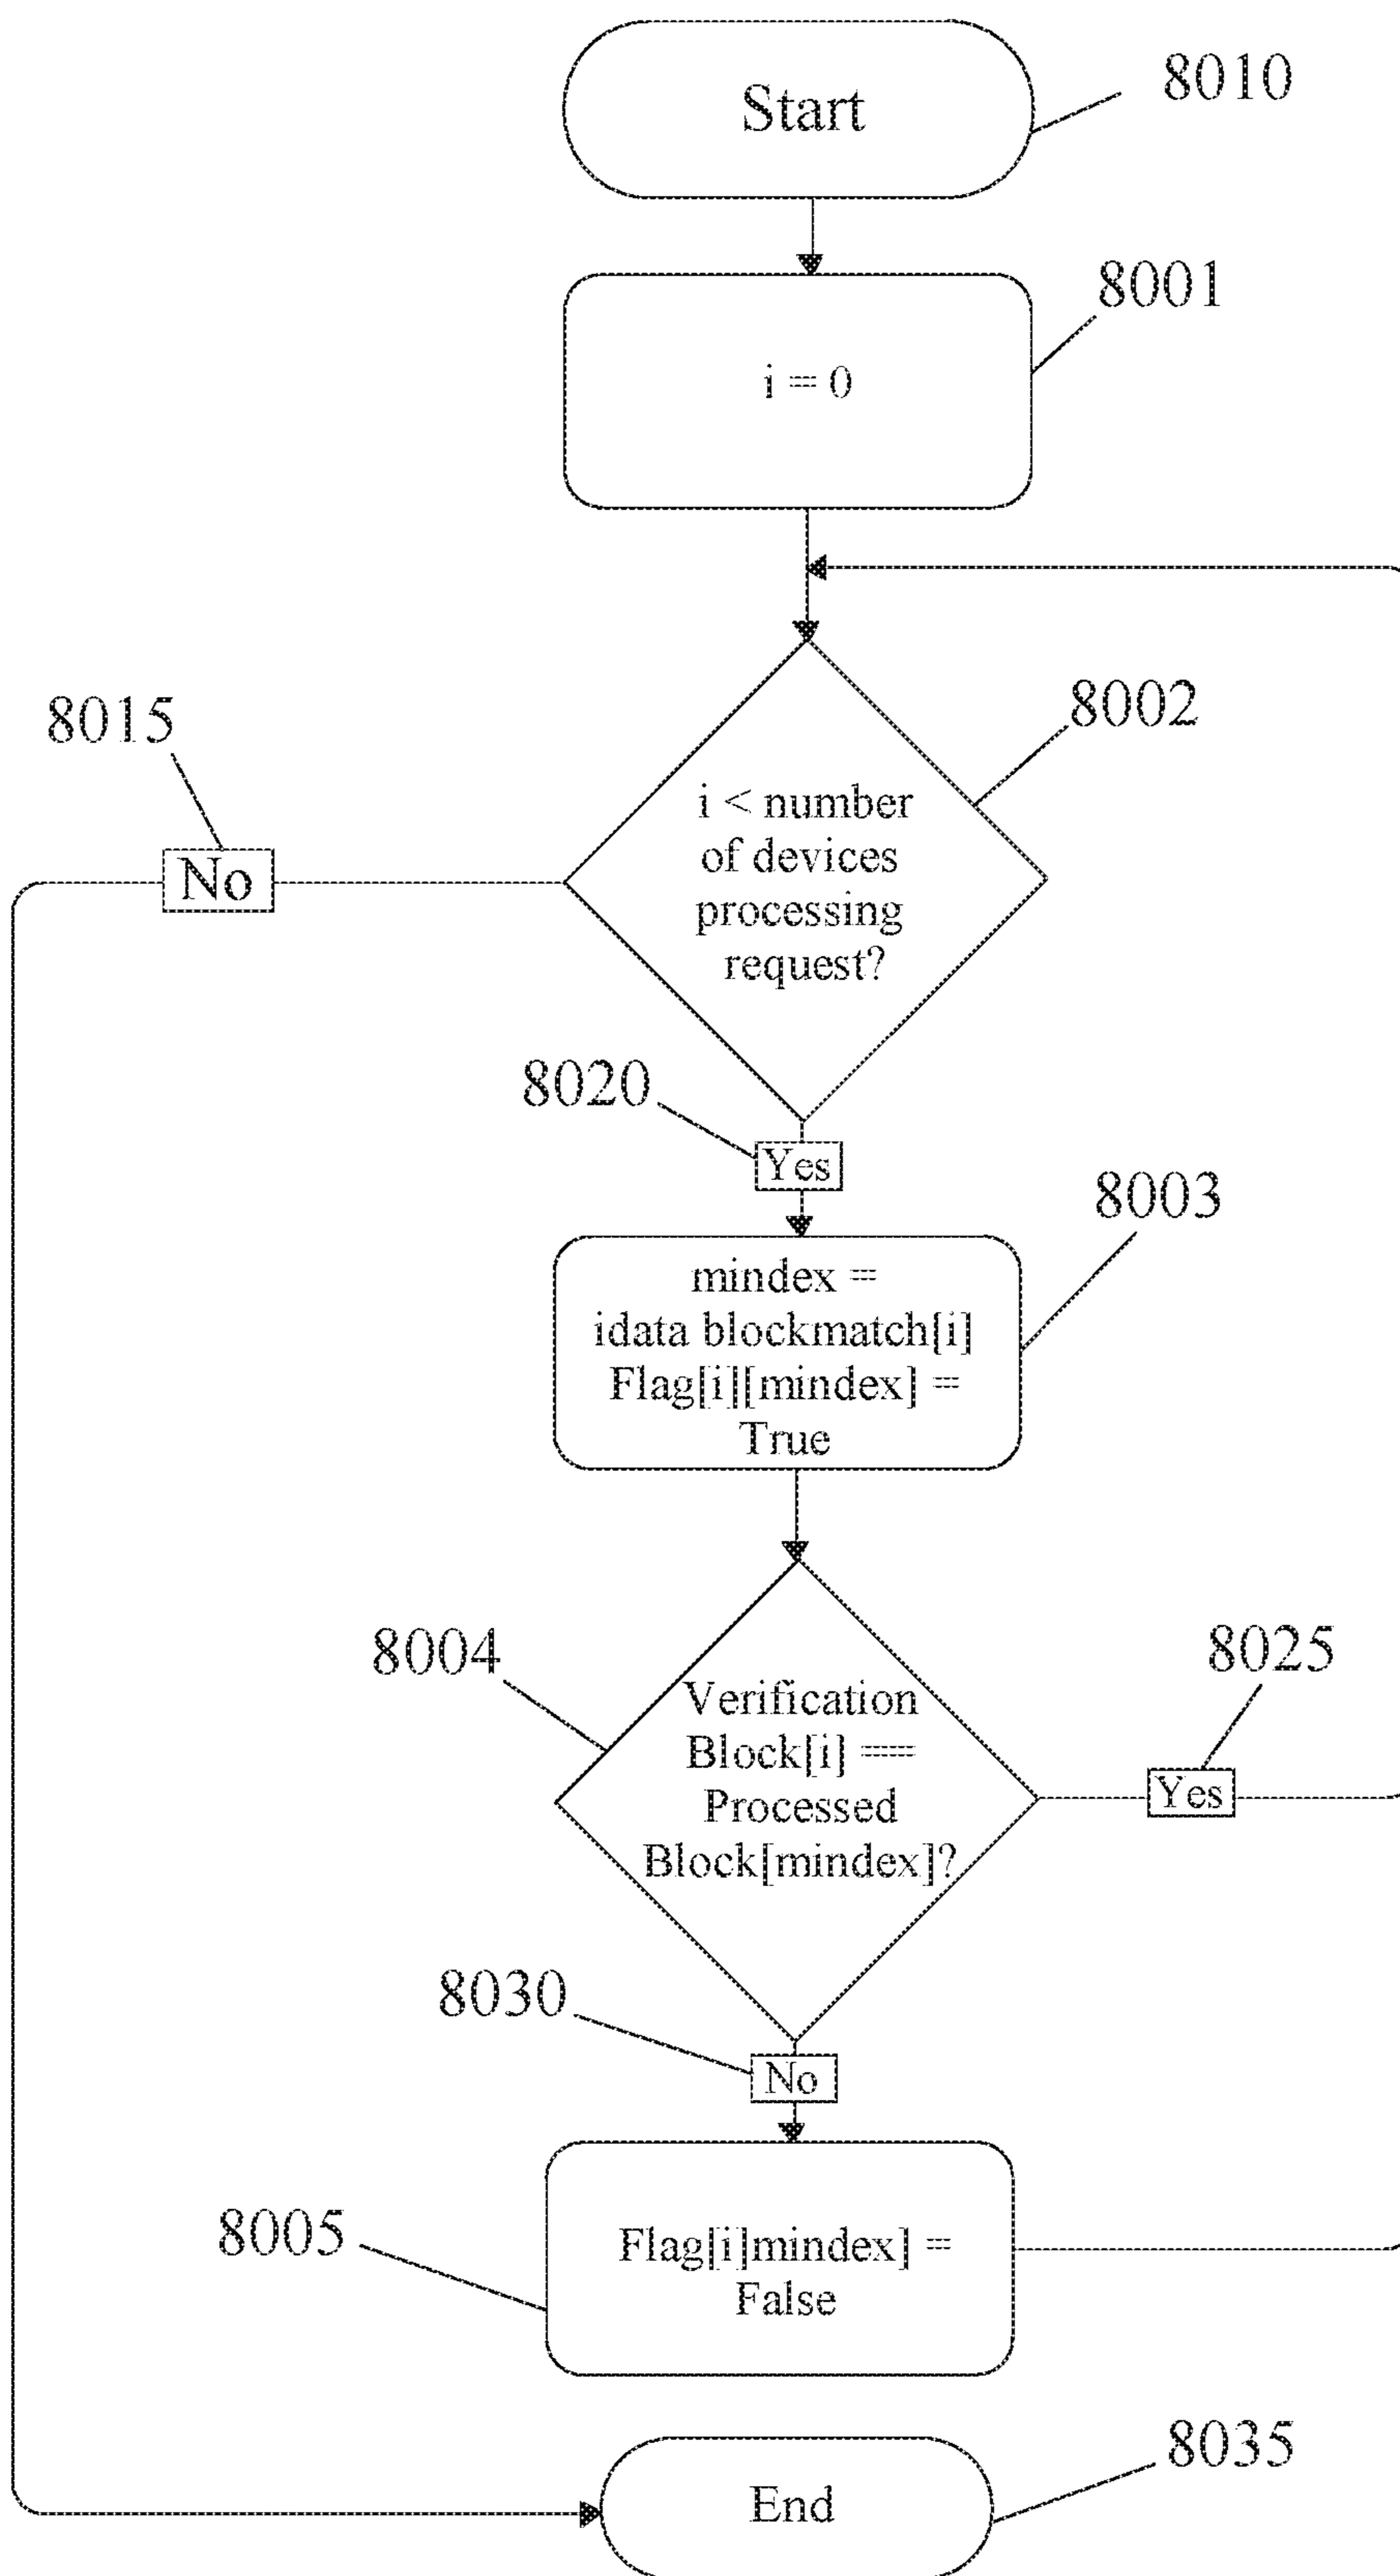 Start
8010
8001
i = 0
8002
8015
i < number
of devices
processing
request?
No
8020
Yes
8003
mindex =
idata blockmatch[i]
Flag[i][mindex] =
True
8004
8025
Verification
Block[i] ==
Processed
Block[mindex]?
Yes
8030
No
8005
Flag[i]mindex] =
False
8035
End